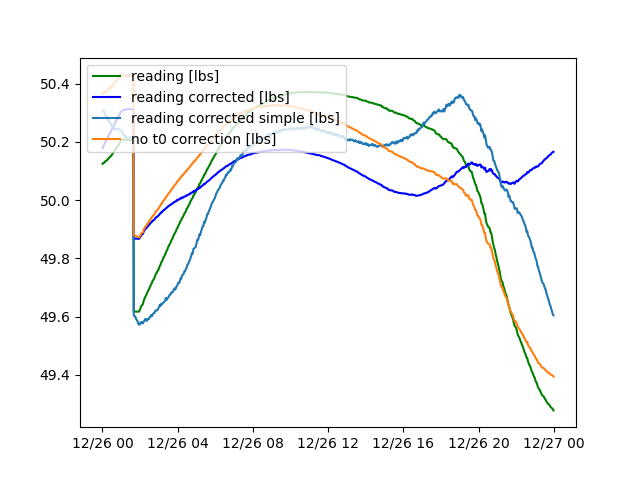 reading [lbs]
reading corrected [lbs]
reading corrected simple [lbs]
no t0 correction [lbs]
50.4
50.2
50.0
49.8
49.6
49.4
12/26 00 12/26 04 12/26 08 12/26 12 12/26 16 12/26 20 12/27 00